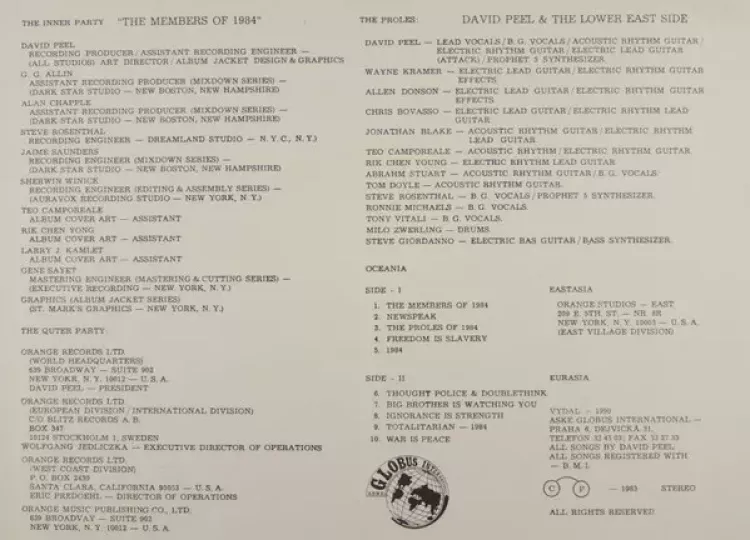 THE INNER PARTY "THE MEMBERS OF 1984"
DAVID PEEL
RECORDING PRODUCER/ASSISTANT RECORDING ENGINEER —
(ALL STUDIOS) ART DIRECTOR/ALBUM JACKET DESIGN & GRAPHICS
G. G. ALLIN
ASSISTANT RECORDING PRODUCER (MIXDOWN SERIES) —
(DARK STAR STUDIO — NEW BOSTON, NEW HAMPSHIRE)
ALAN CHAPPLE
ASSISTANT RECORDING PRODUCER (MIXDOWN SERIES) —
(DARK STAR STUDIO — NEW BOSTON, NEW HAMPSHIRE)
STEVE ROSENTHAL
RECORDING ENGINEER — DREAMLAND STUDIO — N.Y.C., N.Y.)
JAIME SAUNDERS
RECORDING ENGINEER (MIXDOWN SERIES) —
(DARK STAR STUDIO — NEW BOSTON, NEW HAMPSHIRE)
SHERWIN WINICK
RECORDING ENGINEER (EDITING & ASSEMBLY SERIES) —
(AURAVOX RECORDING STUDIO — NEW YORK, N.Y.)
TEO CAMPOREALE
ALBUM COVER ART — ASSISTANT
RIK CHEN YONG
ALBUM COVER ART — ASSISTANT
LARRY J. KAMLET
ALBUM COVER ART — ASSISTANT
GENE SAYET
MASTERING ENGINEER (MASTERING & CUTTING SERIES) —
(EXECUTIVE RECORDING — NEW YORK, N.Y.)
GRAPHICS (ALBUM JACKET SERIES)
(ST. MARK'S GRAPHICS — NEW YORK, N.Y.)
THE QUTER PARTY:
ORANGE RECORDS LTD.
(WORLD HEADQUARTERS)
639 BROADWAY — SUITE 902
NEW YORK, N.Y. 10012 — U.S.A.
DAVID PEEL — PRESIDENT
ORANGE RECORDS LTD.
(EUROPEAN DIVISION/INTERNATIONAL DIVISION)
C/O BLITZ RECORDS A.B.
BOX 347
10124 STOCKHOLM 1, SWEDEN
WOLFGANG JEDLICZKA — EXECUTIVE DIRECTOR OF OPERATIONS
ORANGE RECORDS LTD.
(WEST COAST DIVISION)
P.O. BOX 2439
SANTA CLARA, CALIFORNIA 95055 — U.S.A.
ERIC PREDOEHL — DIRECTOR OF OPERATIONS
ORANGE MUSIC PUBLISHING CO., LTD.
639 BROADVAY — SUITE 902
NEW YORK, N.Y. 10012 — U.S.A.
THE PROLES: DAVID PEEL & THE LOWER EAST SIDE
DAVID PEEL — LEAD VOCALS/B.G. VOCALS/ACOUSTIC RHYTHM GUITAR/
ELECTRIC RHYTHM GUITAR/ELECTRIC LEAD GUITAR
(ATTACK)/PROPHET 5 SYNTHESIZER.
WAYNE KRAMER — ELECTRIC LEAD GUITAR/ELECTRIC RHYTHM GUITAR
EFFECTS
ALLEN DONSON — ELECTRIC LEAD GUITAR/ELECTRIC RHYTHM GUITAR
EFFECTS
CHRIS BOVASSO — ELECTRIC LEAD GUITAR/ELECTRIC RHYTHM LEAD
GUITAR
JONATHAN BLAKE — ACOUSTIC RHYTHM GUITAR/ELECTRIC RHYTHM
LEAD GUITAR
TEO CAMPOREALE — ACOUSTIC RHYTHM/ELECTRIC RHYTHM GUITAR
RIK CHEN YOUNG — ELECTRIC RHYTHM LEAD GUITAR
ABRAHM STUART — ACOUSTIC RHYTHM GUITAR/B.G. VOCALS
TOM DOYLE — ACOUSTIC RHYTHM GUITAR.
STEVE ROSENTHAL — B.G. VOCALS/PROPHET 5 SYNTHESIZER.
RONNIE MICHAELS — B.G. VOCALS.
TONY VITALI — B.G. VOCALS.
MILO ZWERLING — DRUMS.
STEVE GIORDANNO — ELECTRIC BAS GUITAR/BASS SYNTHESIZER.
OCEANIA
SIDE - I
1. THE MEMBERS OF 1984
2. NEWSPEAK
3. THE PROLES OF 1984
4. FREEDOM IS SLAVERY
5. 1984
SIDE - II
6. THOUGHT POLICE & DOUBLETHINK
7. BIG BROTHER IS WATCHING YOU
8. IGNORANCE IS STRENGTH
9. TOTALITARIAN — 1984
10. WAR IS PEACE
EASTASIA
ORANGE STUDIOS — EAST
NEW YORK, N.Y. 10003 — U.S.A.
(EAST VILLAGE DIVISION)
EURASIA
VYDAL — 1990
ASKE GLOBUS INTERNATIONAL —
PRAHA 6, DEJVICKA 31,
TELEFON 32 45 03; FAX 32 27 33
ALL SONGS BY DAVID PEEL
ALL SONGS REGISTERED WITH
— B.M.I.
C P — 1983 STEREO
ALL RIGHTS RESERVED
GLOBUS